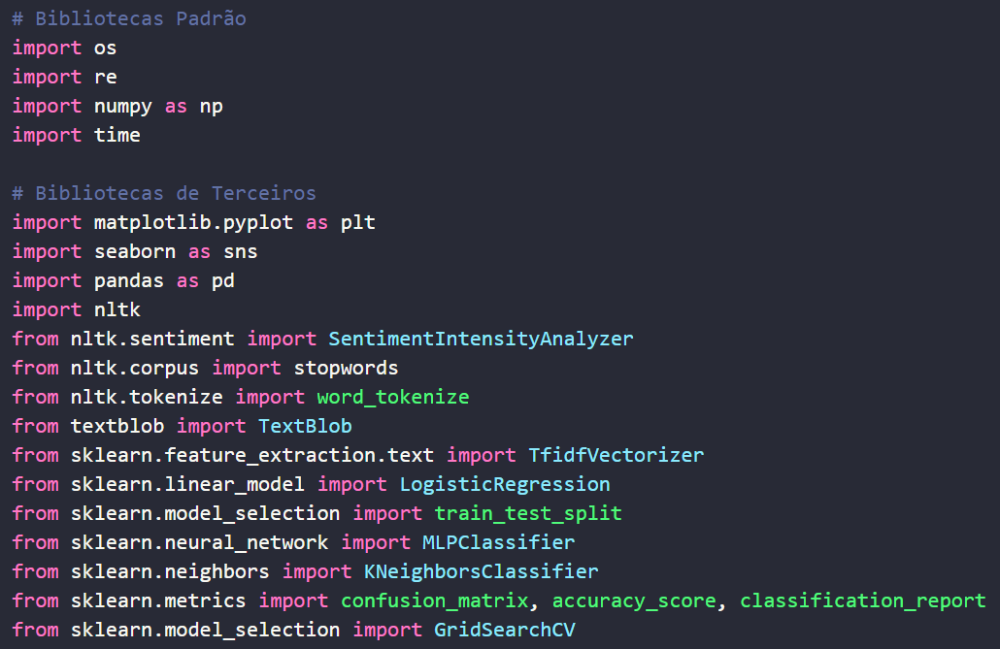 # Bibliotecas Padrão
import os
import re
import numpy as np
import time
# Bibliotecas de Terceiros
import matplotlib.pyplot as plt
import seaborn as sns
import pandas as pd
import nltk
from nltk.sentiment import SentimentIntensityAnalyzer
from nltk.corpus import stopwords
from nltk.tokenize import word_tokenize
from textblob import TextBlob
from sklearn.feature_extraction.text import TfidfVectorizer
from sklearn.linear_model import LogisticRegression
from sklearn.model_selection import train_test_split
from sklearn.neural_network import MLPClassifier
from sklearn.neighbors import KNeighborsClassifier
from sklearn.metrics import confusion_matrix, accuracy_score, classification_report
from sklearn.model_selection import GridSearchCV